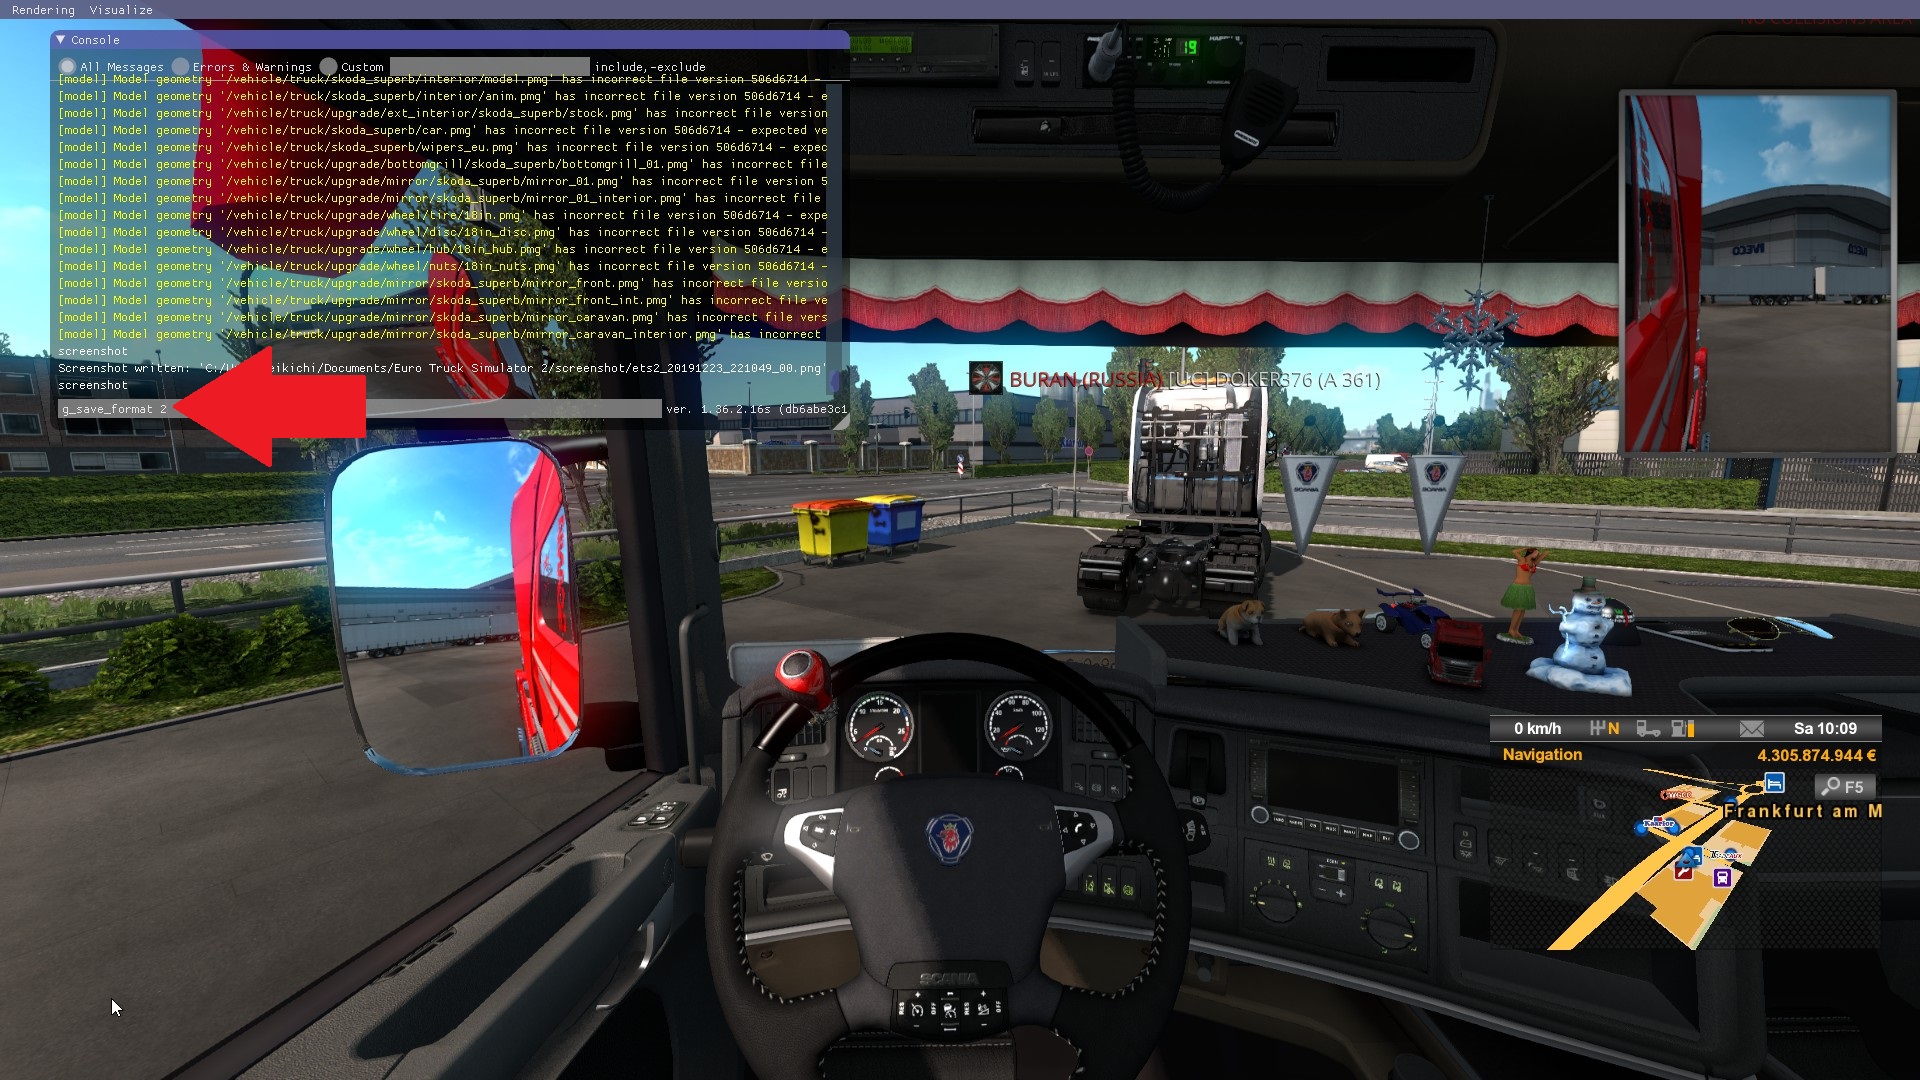 Rendering Visualize
NO COLLISIONS AREA
Console
All Messages Errors & Warnings Custom include,-exclude
[model] Model geometry '/vehicle/truck/skoda_superb/interior/model.pmg' has incorrect file version 506d6714 -
[model] Model geometry '/vehicle/truck/skoda_superb/interior/anim.pmg' has incorrect file version 506d6714 - e
[model] Model geometry '/vehicle/truck/upgrade/ext_interior/skoda_superb/stock.pmg' has incorrect file version
[model] Model geometry '/vehicle/truck/skoda_superb/car.pmg' has incorrect file version 506d6714 - expected ve
[model] Model geometry '/vehicle/truck/skoda_superb/wipers_eu.pmg' has incorrect file version 506d6714 - expec
[model] Model geometry '/vehicle/truck/upgrade/bottomgrill/skoda_superb/bottomgrill_01.pmg' has incorrect file
[model] Model geometry '/vehicle/truck/upgrade/mirror/skoda_superb/mirror_01.pmg' has incorrect file version 5
[model] Model geometry '/vehicle/truck/upgrade/mirror/skoda_superb/mirror_01_interior.pmg' has incorrect file
[model] Model geometry '/vehicle/truck/upgrade/wheel/tire/18in.pmg' has incorrect file version 506d6714 - expe
[model] Model geometry '/vehicle/truck/upgrade/wheel/disc/18in_disc.pmg' has incorrect file version 506d6714 -
[model] Model geometry '/vehicle/truck/upgrade/wheel/hub/18in_hub.pmg' has incorrect file version 506d6714 - e
[model] Model geometry '/vehicle/truck/upgrade/wheel/nuts/18in_nuts.pmg' has incorrect file version 506d6714 -
[model] Model geometry '/vehicle/truck/upgrade/mirror/skoda_superb/mirror_front.pmg' has incorrect file versio
[model] Model geometry '/vehicle/truck/upgrade/mirror/skoda_superb/mirror_front_int.pmg' has incorrect file ve
[model] Model geometry '/vehicle/truck/upgrade/mirror/skoda_superb/mirror_caravan.pmg' has incorrect file vers
[model] Model geometry '/vehicle/truck/upgrade/mirror/skoda_superb/mirror_caravan_interior.pmg' has incorrect
screenshot
Screenshot written: 'C:/U eikichi/Documents/Euro Truck Simulator 2/screenshot/ets2_20191223_221049_00.png'
screenshot
g_save_format 2 ver. 1.36.2.16s (db6abe3c1
19
IVECO
BURAN (RUSSIA) [UC] DOKER376 (A 361)
SCANIA
SCANIA
0 km/h N Sa 10:09
Navigation 4.305.874.944 €
F5
Frankfurt am M
Kaarfor
SCANIA
RES OFF RES OFF